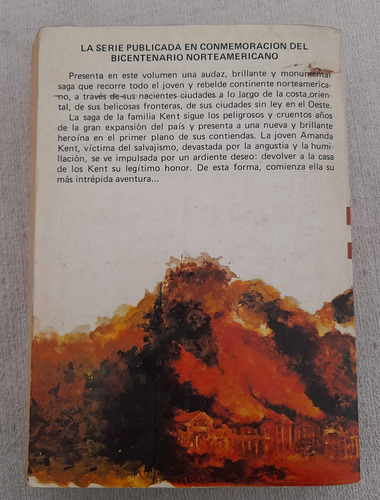 LA SERIE PUBLICADA EN CONMEMORACION DEL
BICENTENARIO NORTEAMERICANO
Presenta en este volumen una audaz, brillante y monumental
saga que recorre todo el joven y rebelde continente norteamerica-
no, a través de sus nacientes ciudades a lo largo de la costa orien-
tal, de sus belicosas fronteras, de sus ciudades sin ley en el Oeste.
La saga de la familia Kent sigue los peligrosos y cruentos años
de la gran expansión del país y presenta a una nueva y brillante
heroína en el primer plano de sus contiendas. La joven Amanda
Kent, víctima del salvajismo, devastada por la angustia y la humi-
llación, se ve impulsada por un ardiente deseo: devolver a la casa
de los Kent su legítimo honor. De esta forma, comienza ella su
más intrépida aventura...